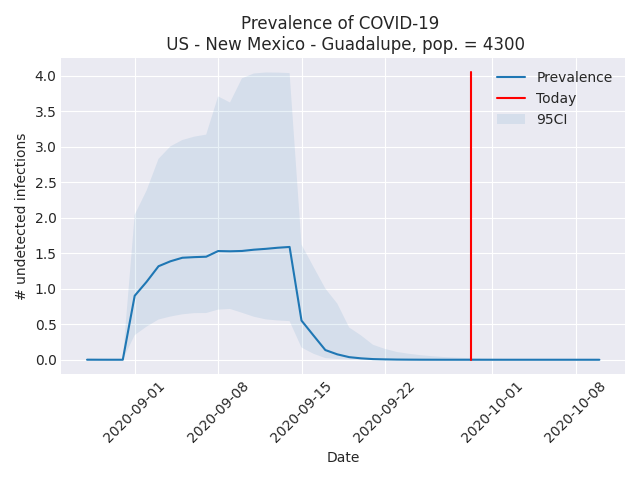 Prevalence of COVID-19
US - New Mexico - Guadalupe, pop. = 4300
# undetected infections
4.0
3.5
3.0
2.5
2.0
1.5
1.0
0.5
0.0
Prevalence
Today
95CI
2020-09-01
2020-09-08
2020-09-15
2020-09-22
2020-10-01
2020-10-08
Date